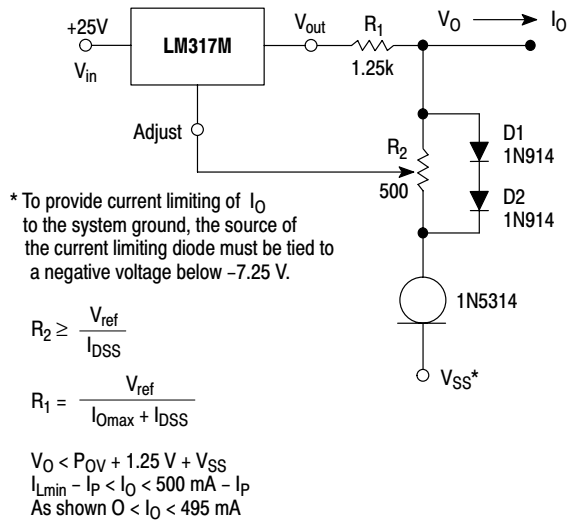 +25V
V_in
LM317M
V_out
R_1
1.25k
V_O
I_O
Adjust
R_2
500
D1
1N914
D2
1N914
* To provide current limiting of I_O
to the system ground, the source of
the current limiting diode must be tied to
a negative voltage below –7.25 V.
1N5314
V_SS*
R_2 ≥ V_ref / I_DSS
R_1 = V_ref / I_Omax + I_DSS
V_O < P_OV + 1.25 V + V_SS
I_Lmin – I_P < I_O < 500 mA – I_P
As shown O < I_O < 495 mA